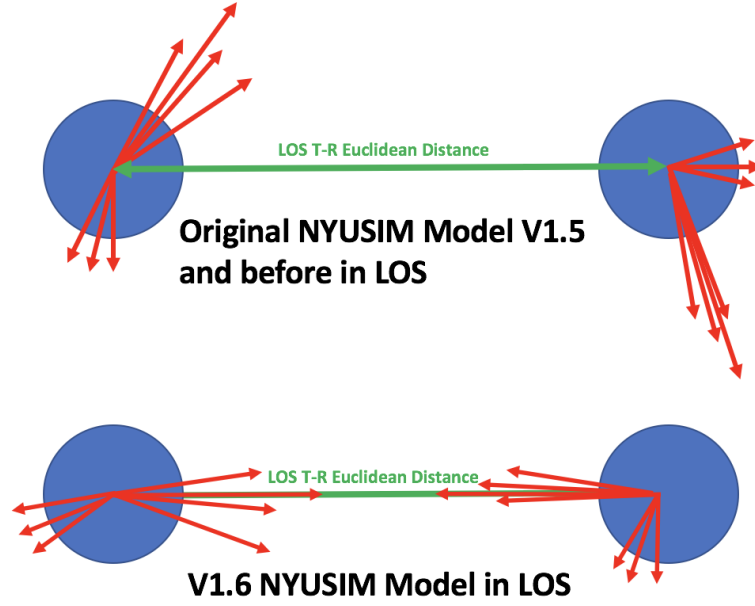 LOS T-R Euclidean Distance
Original NYUSIM Model V1.5
and before in LOS
LOS T-R Euclidean Distance
V1.6 NYUSIM Model in LOS